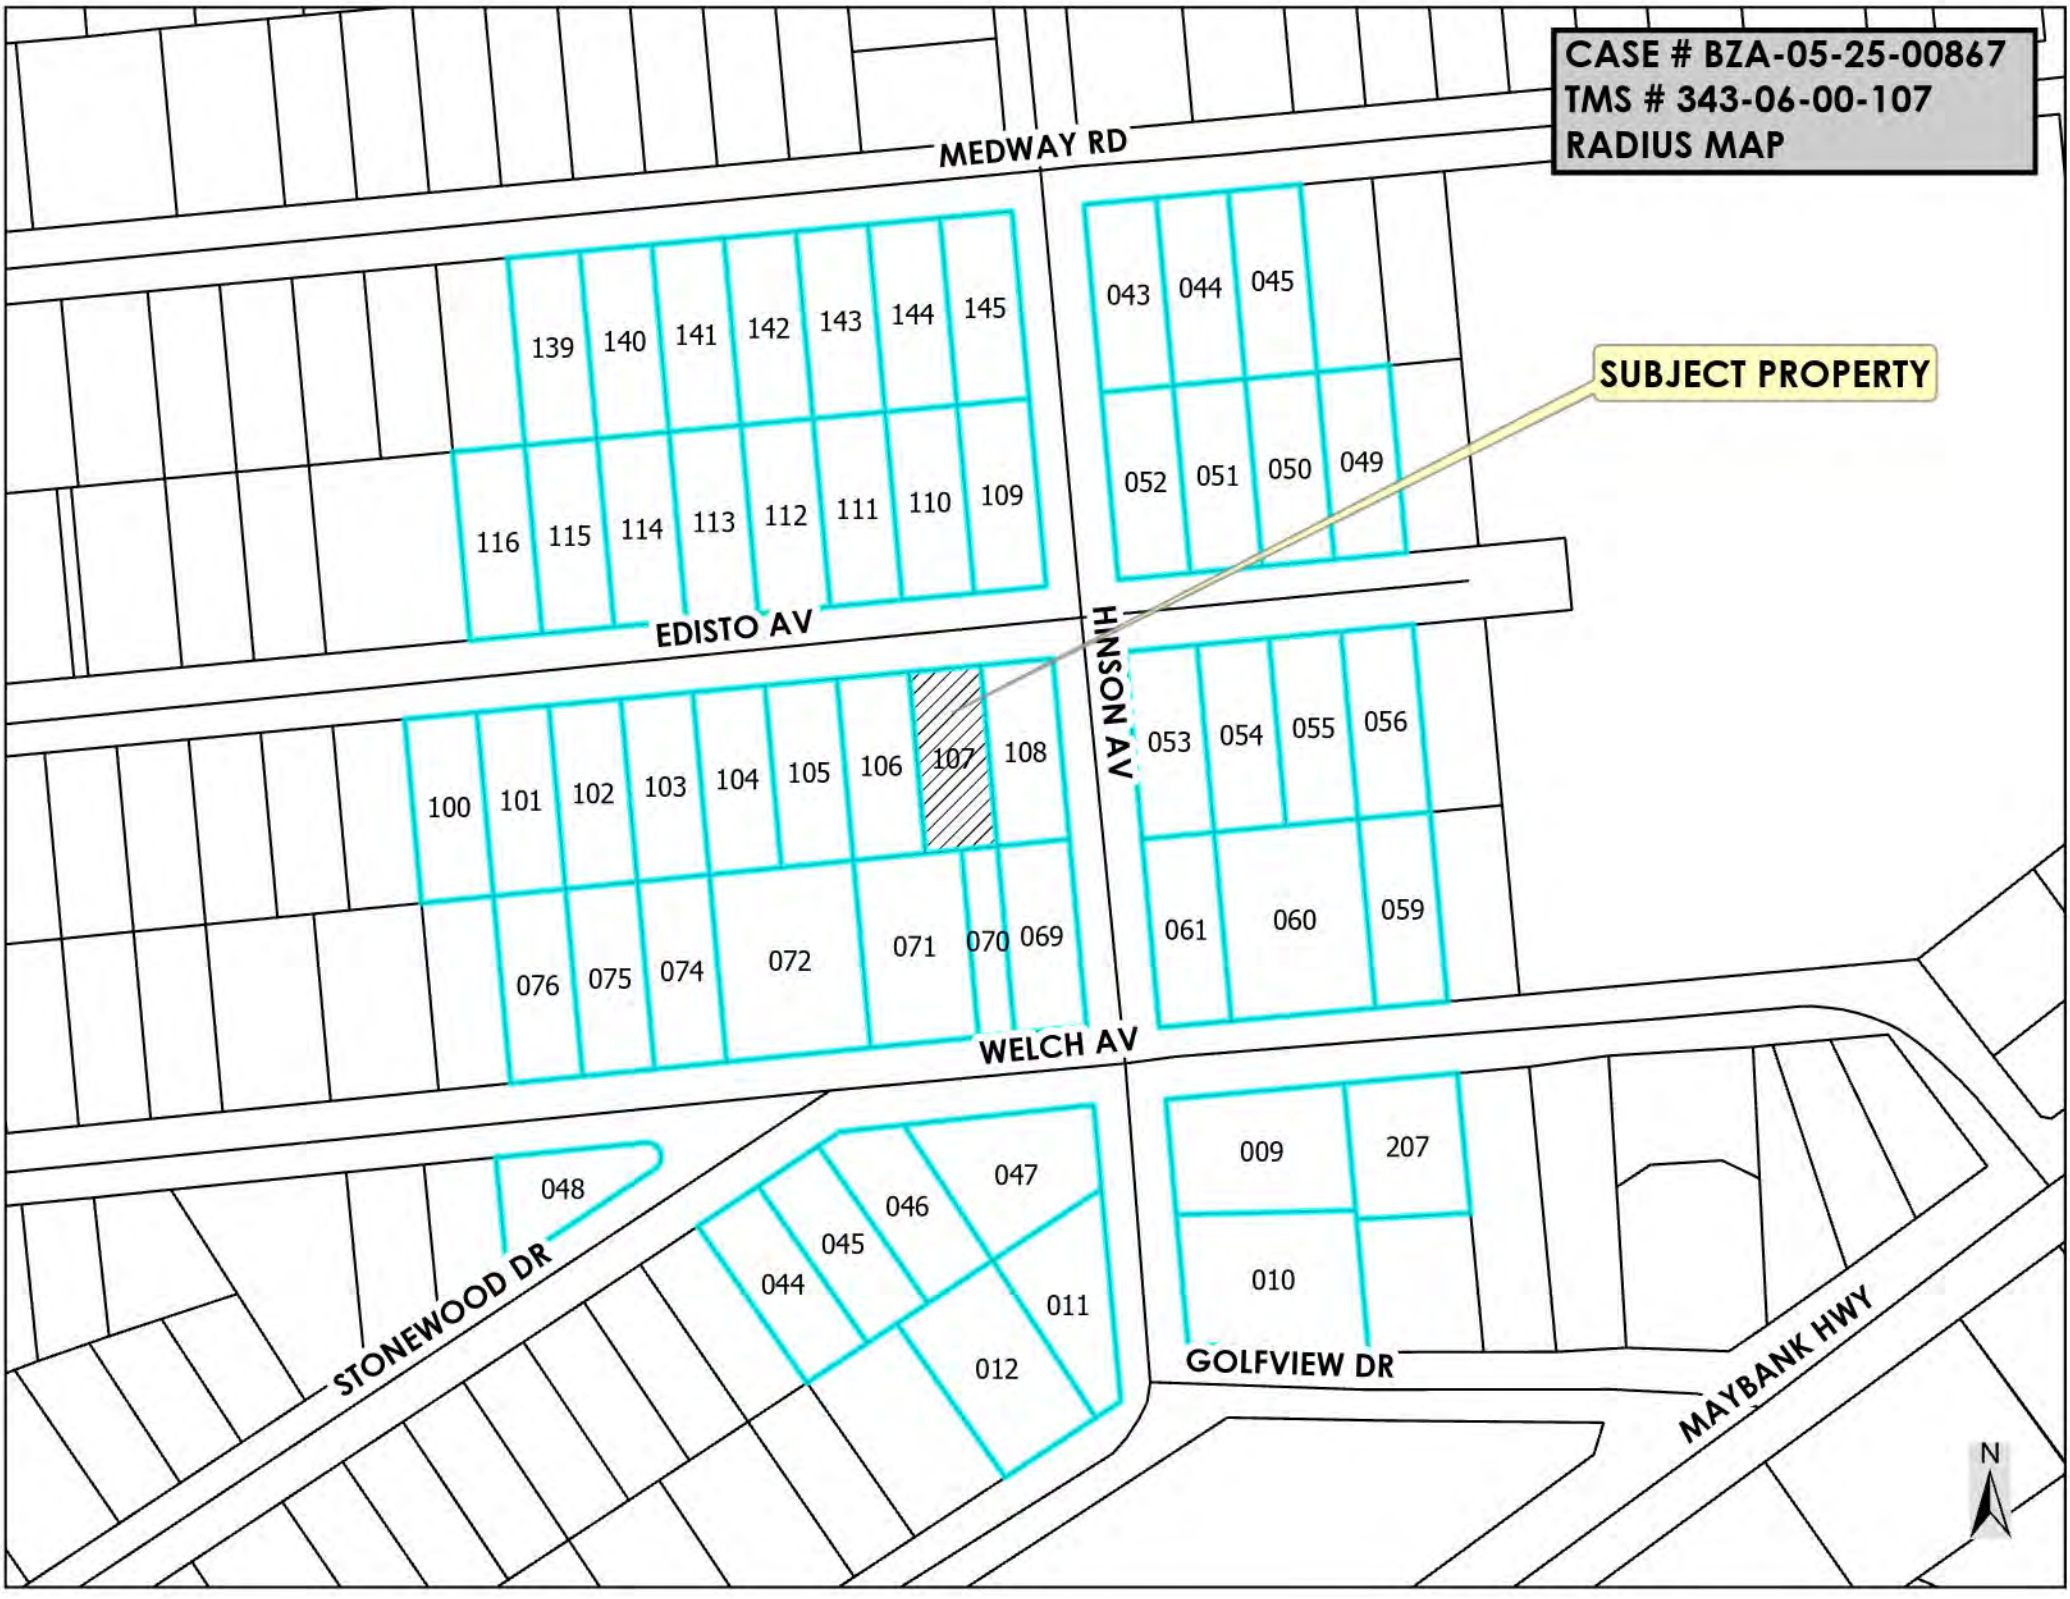 CASE # BZA-05-25-00867
TMS # 343-06-00-107
RADIUS MAP
MEDWAY RD
043 044 045
139 140 141 142 143 144 145
SUBJECT PROPERTY
116 115 114 113 112 111 110 109
052 051 050 049
EDISTO AV
HINSON AV
100 101 102 103 104 105 106 107 108
053 054 055 056
076 075 074 072 071 070 069
061 060 059
WELCH AV
048
044 045 046 047
009 207
011
012
010
STONEWOOD DR
GOLFVIEW DR
MAYBANK HWY
N